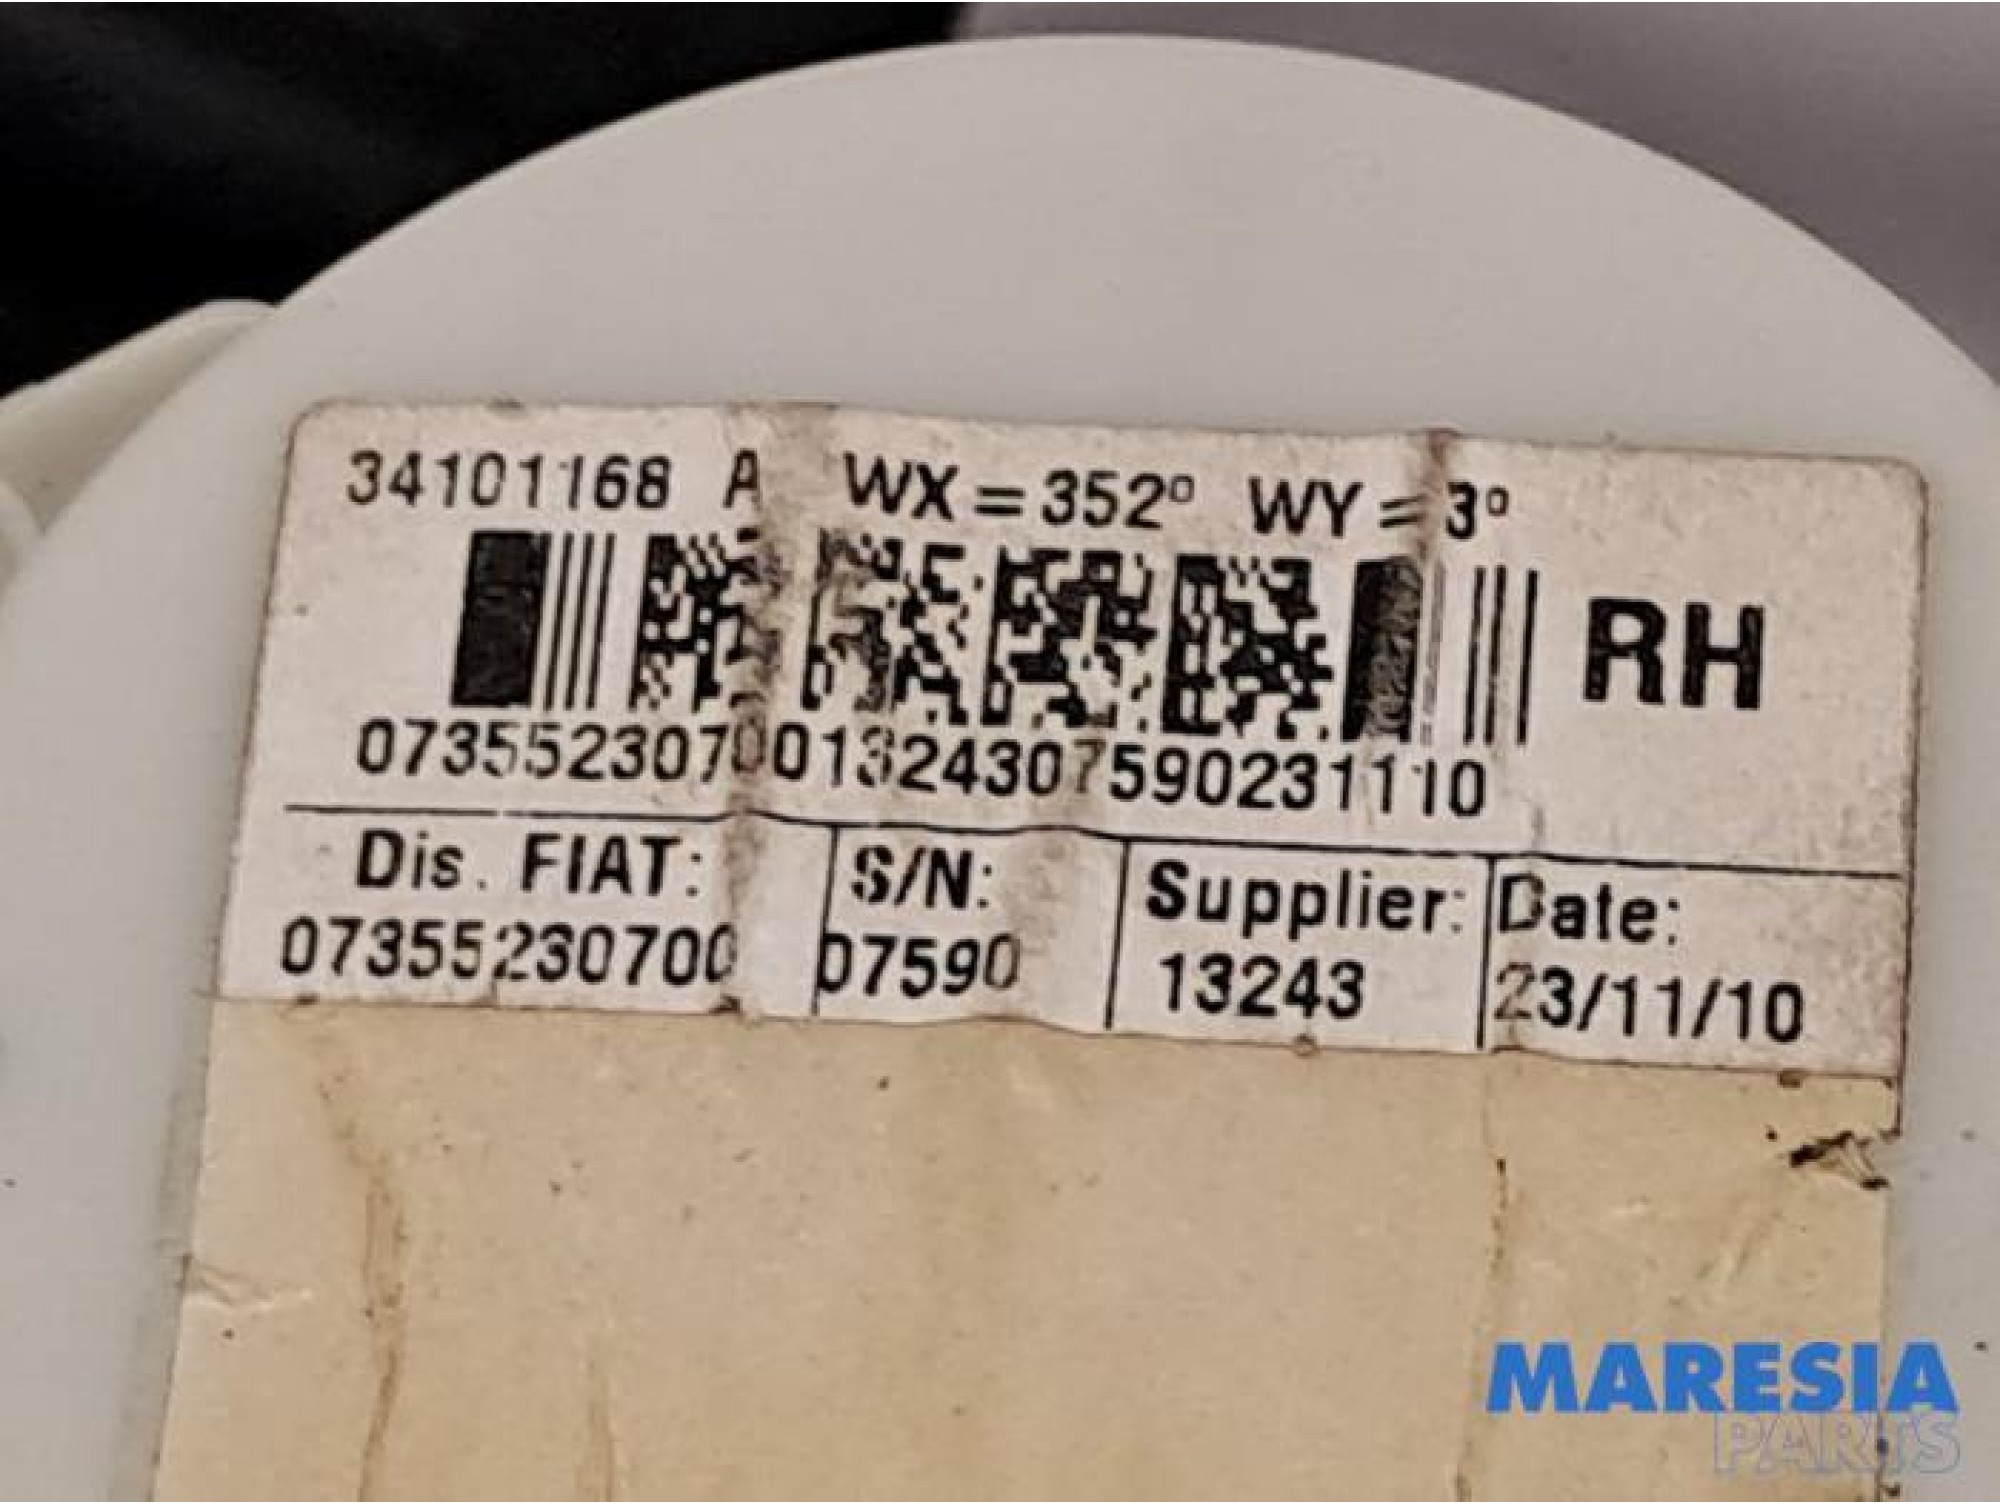 34101168 A WX=352° WY=3°
RH
073552307001324307590231110
Dis. FIAT: S/N: Supplier: Date:
07355230700 07590 13243 23/11/10
MARESIA
PARTS